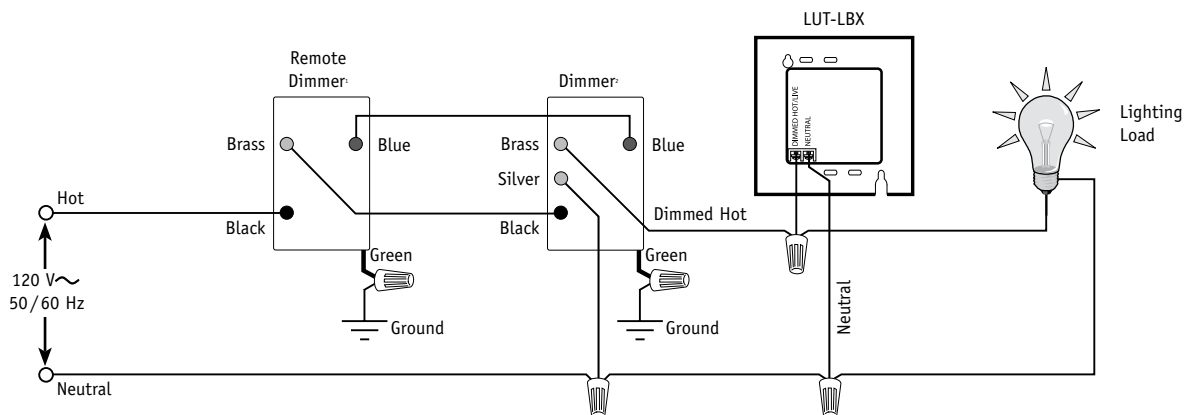 LUT-LBX
Remote
Dimmer¹
Dimmer²
DIMMED HOT/LIVE
NEUTRAL
Lighting
Load
Brass
Blue
Brass
Blue
Silver
Hot
Black
Black
Dimmed Hot
Green
Green
120 V~
50/60 Hz
Ground
Ground
Neutral
Neutral